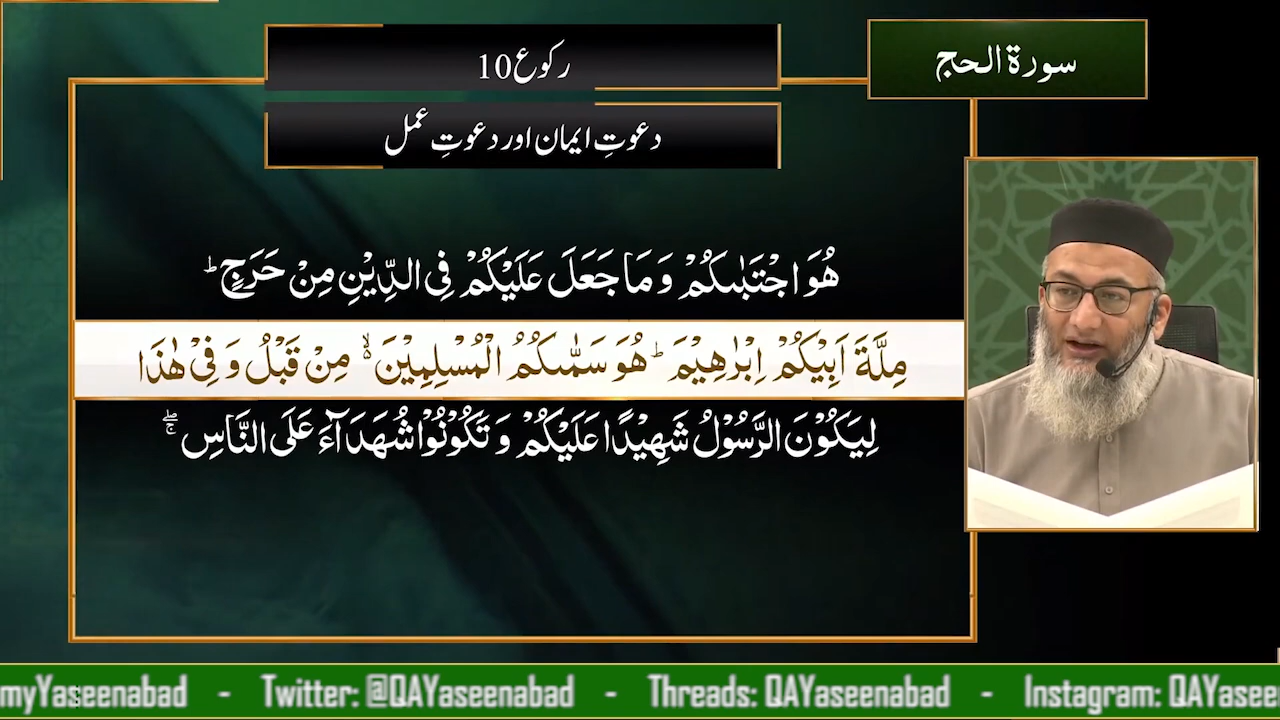 سورة الحج
رکوع 10
دعوتِ ایمان اور دعوتِ عمل
هُوَ اجْتَبٰىكُمْ وَ مَا جَعَلَ عَلَيْكُمْ فِى الدِّيْنِ مِنْ حَرَجٍ ؕ
مِلَّةَ اَبِيْكُمْ اِبْرٰهِيْمَ ؕ هُوَ سَمّٰىكُمُ الْمُسْلِمِيْنَ ۙ۬ مِنْ قَبْلُ وَ فِىْ هٰذَا
لِيَكُوْنَ الرَّسُوْلُ شَهِيْدًا عَلَيْكُمْ وَ تَكُوْنُوْا شُهَدَآءَ عَلَى النَّاسِ ۖۚ
myYaseenabad - Twitter: @QAYaseenabad - Threads: QAYaseenabad - Instagram: QAYasee